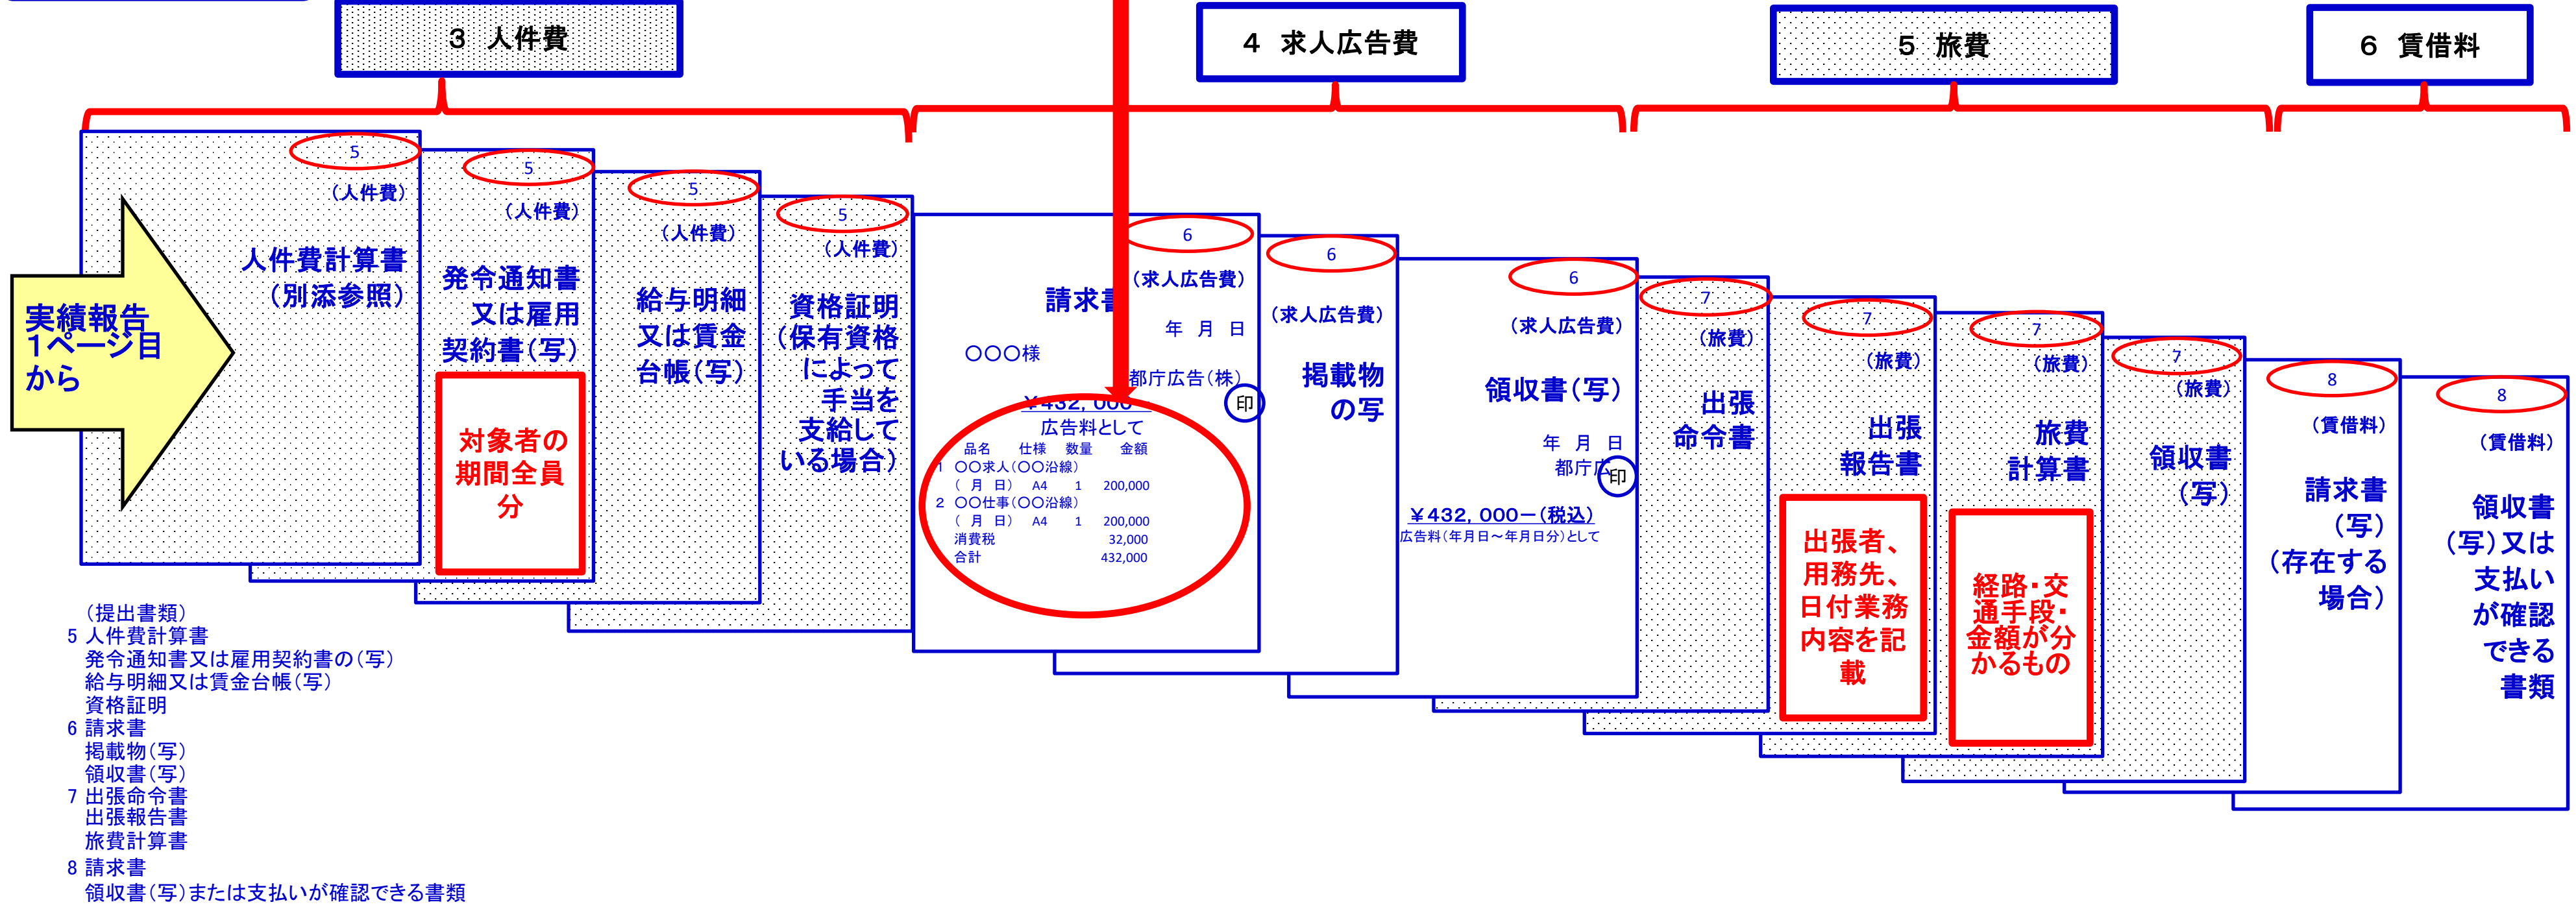 3 人件費
4 求人広告費
5 旅費
6 賃借料
実績報告
1ページ目
から
5
(人件費)
人件費計算書
(別添参照)
5
(人件費)
発令通知書
又は雇用
契約書(写)
対象者の
期間全員
分
5
(人件費)
給与明細
又は賃金
台帳(写)
5
(人件費)
資格証明
(保有資格
によって
手当を
支給して
いる場合)
6
(求人広告費)
請求書
年 月 日
〇〇〇様
都庁広告(株)
印
¥432,000
広告料として
品名 仕様 数量 金額
1 〇〇求人(〇〇沿線)
( 月 日) A4 1 200,000
2 〇〇仕事(〇〇沿線)
( 月 日) A4 1 200,000
消費税 32,000
合計 432,000
6
(求人広告費)
掲載物
の写
6
(求人広告費)
領収書(写)
年 月 日
都庁広
印
¥432,000-(税込)
広告料(年月日~年月日分)として
7
(旅費)
出張
命令書
7
(旅費)
出張
報告書
出張者、
用務先、
日付業務
内容を記
載
7
(旅費)
旅費
計算書
経路・交
通手段・
金額が分
かるもの
7
(旅費)
領収書
(写)
8
(賃借料)
請求書
(写)
(存在する
場合)
8
(賃借料)
領収書
(写)又は
支払い
が確認
できる
書類
(提出書類)
5 人件費計算書
発令通知書又は雇用契約書の(写)
給与明細又は賃金台帳(写)
資格証明
6 請求書
掲載物(写)
領収書(写)
7 出張命令書
出張報告書
旅費計算書
8 請求書
領収書(写)または支払いが確認できる書類